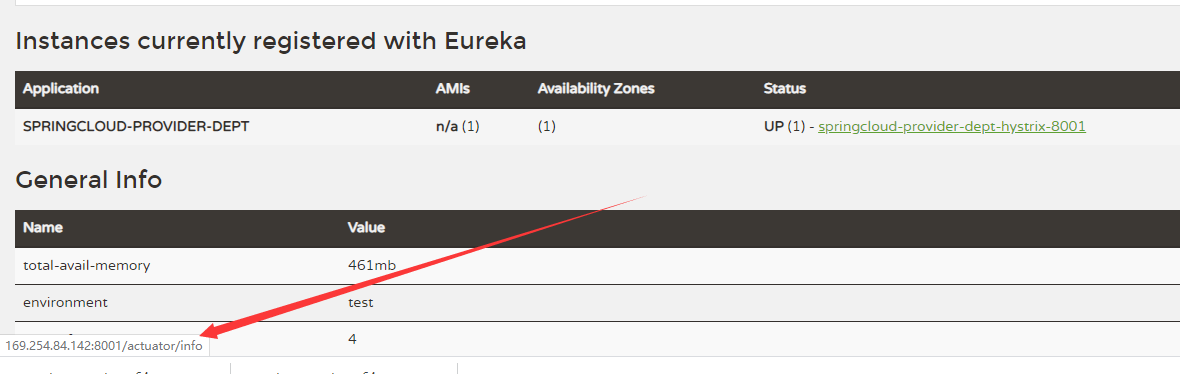 Instances currently registered with Eureka
Application AMIs Availability Zones Status
SPRINGCLOUD-PROVIDER-DEPT n/a (1) (1) UP (1) - springcloud-provider-dept-hystrix-8001
General Info
Name Value
total-avail-memory 461mb
environment test
4
169.254.84.142:8001/actuator/info